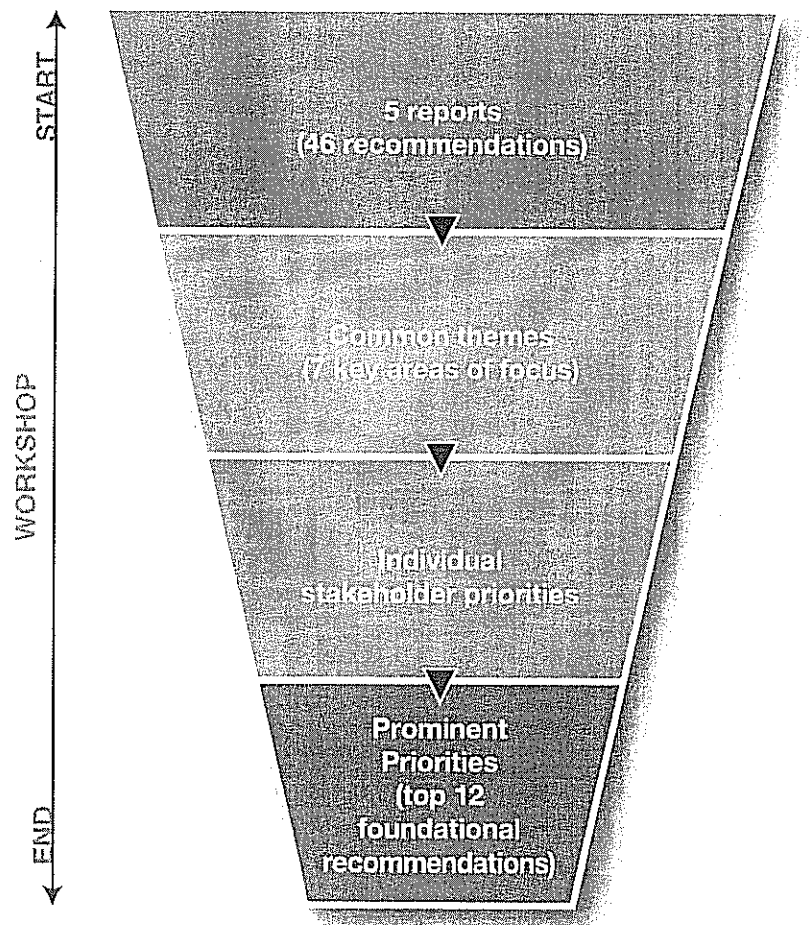 START
WORKSHOP
END
5 reports
(46 recommendations)
Common themes
(7 key areas of focus)
Individual
stakeholder priorities
Prominent
Priorities
(top 12
foundational
recommendations)